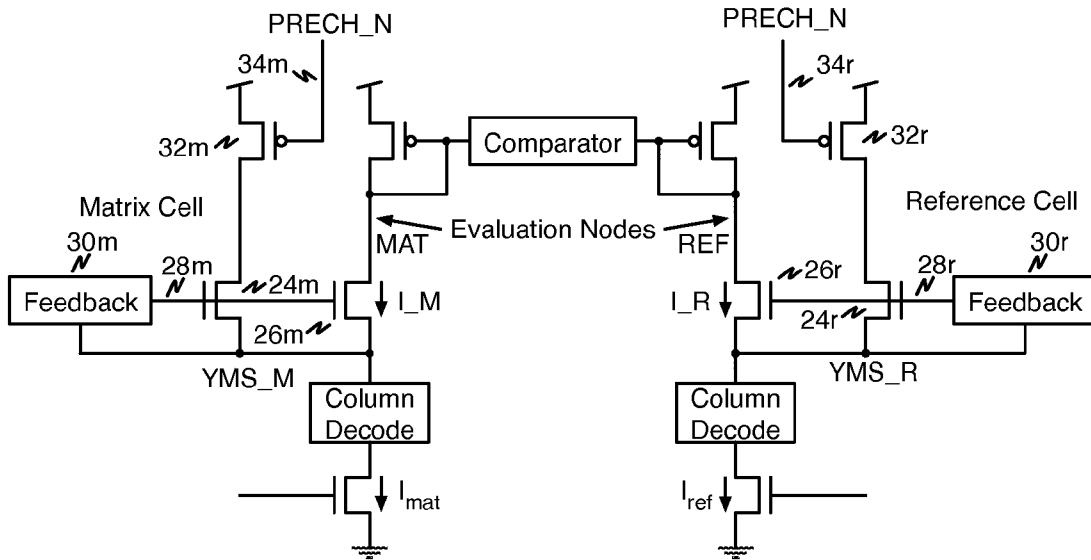 PRECH_N
PRECH_N
34m
34r
32m
Comparator
32r
Matrix Cell
Evaluation Nodes
Reference Cell
MAT
REF
30m
30r
28m
28r
Feedback
24m
I_M
I_R
26r
Feedback
26m
24r
YMS_M
YMS_R
Column
Decode
Column
Decode
I_mat
I_ref